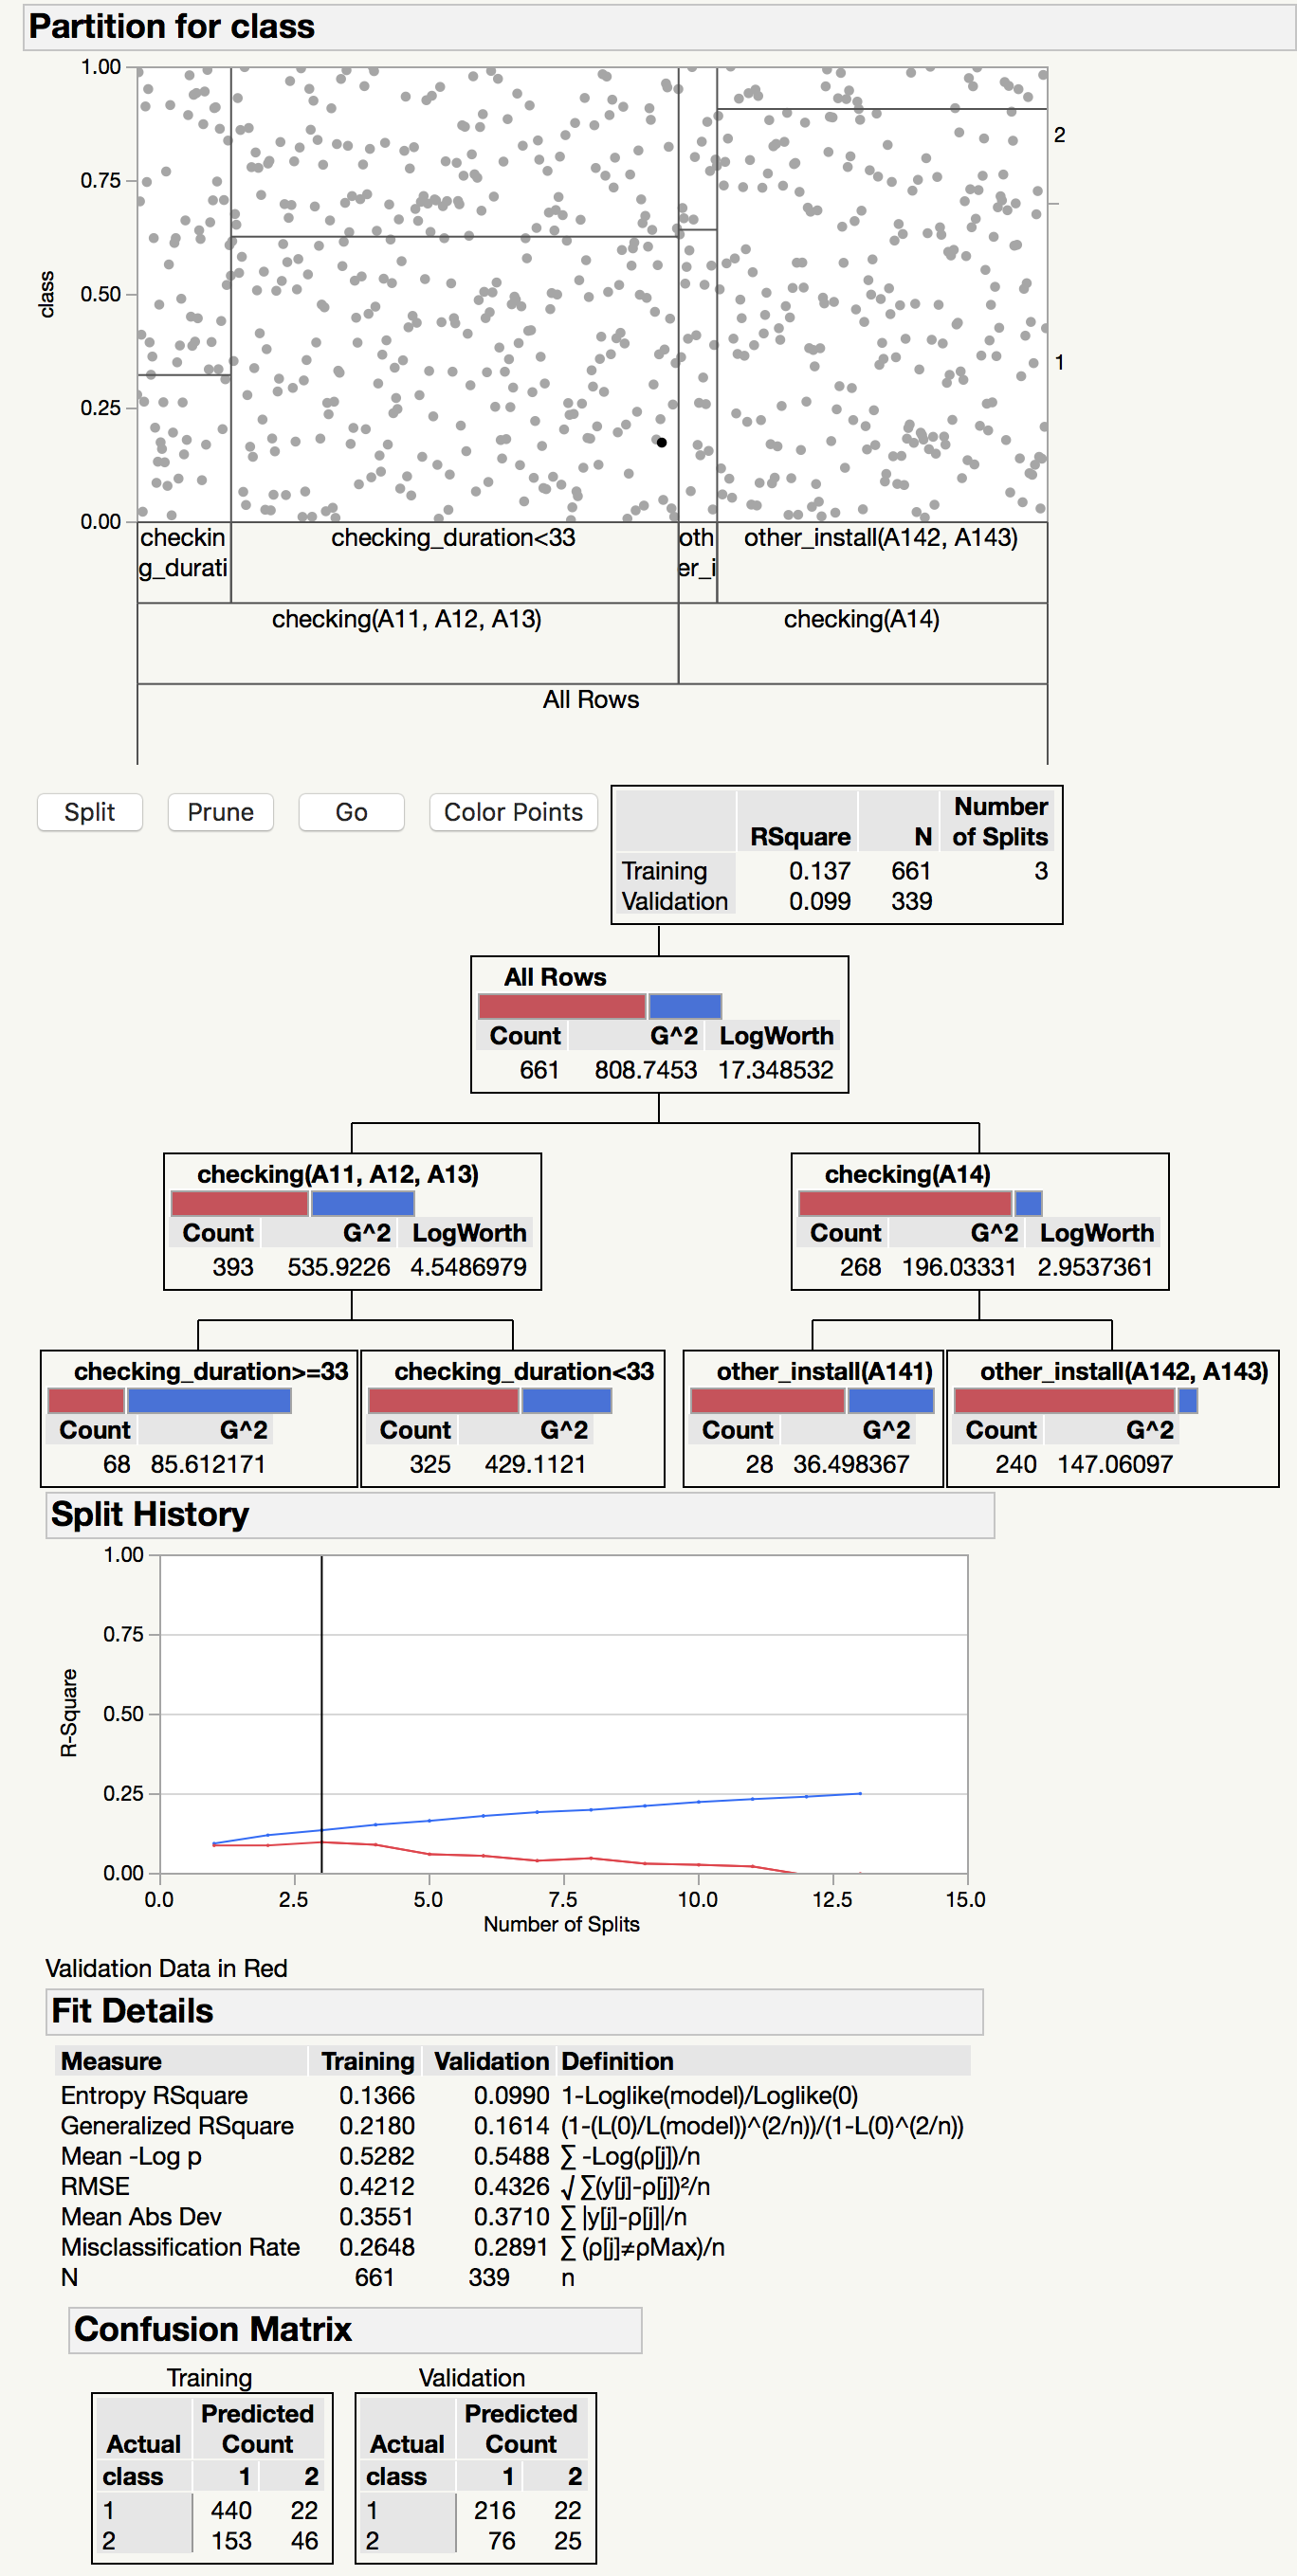 Partition for class
1.00
0.75
0.50
0.25
0.00
class
2
1
checkin
g_durati
checking_duration<33
oth
er_i
other_install(A142, A143)
checking(A11, A12, A13)
checking(A14)
All Rows
Split Prune Go Color Points
Number
RSquare N of Splits
Training 0.137 661 3
Validation 0.099 339
All Rows
Count G^2 LogWorth
661 808.7453 17.348532
checking(A11, A12, A13)
Count G^2 LogWorth
393 535.9226 4.5486979
checking(A14)
Count G^2 LogWorth
268 196.03331 2.9537361
checking_duration>=33
Count G^2
68 85.612171
checking_duration<33
Count G^2
325 429.1121
other_install(A141)
Count G^2
28 36.498367
other_install(A142, A143)
Count G^2
240 147.06097
Split History
1.00
0.75
0.50
0.25
0.00
R-Square
0.0 2.5 5.0 7.5 10.0 12.5 15.0
Number of Splits
Validation Data in Red
Fit Details
Measure Training Validation Definition
Entropy RSquare 0.1366 0.0990 1-Loglike(model)/Loglike(0)
Generalized RSquare 0.2180 0.1614 (1-(L(0)/L(model))^(2/n))/(1-L(0)^(2/n))
Mean -Log p 0.5282 0.5488 ∑ -Log(ρ[j])/n
RMSE 0.4212 0.4326 √ ∑(y[j]-ρ[j])²/n
Mean Abs Dev 0.3551 0.3710 ∑ |y[j]-ρ[j]|/n
Misclassification Rate 0.2648 0.2891 ∑ (ρ[j]≠ρMax)/n
N 661 339 n
Confusion Matrix
Training
Predicted
Actual Count
class 1 2
1 440 22
2 153 46
Validation
Predicted
Actual Count
class 1 2
1 216 22
2 76 25